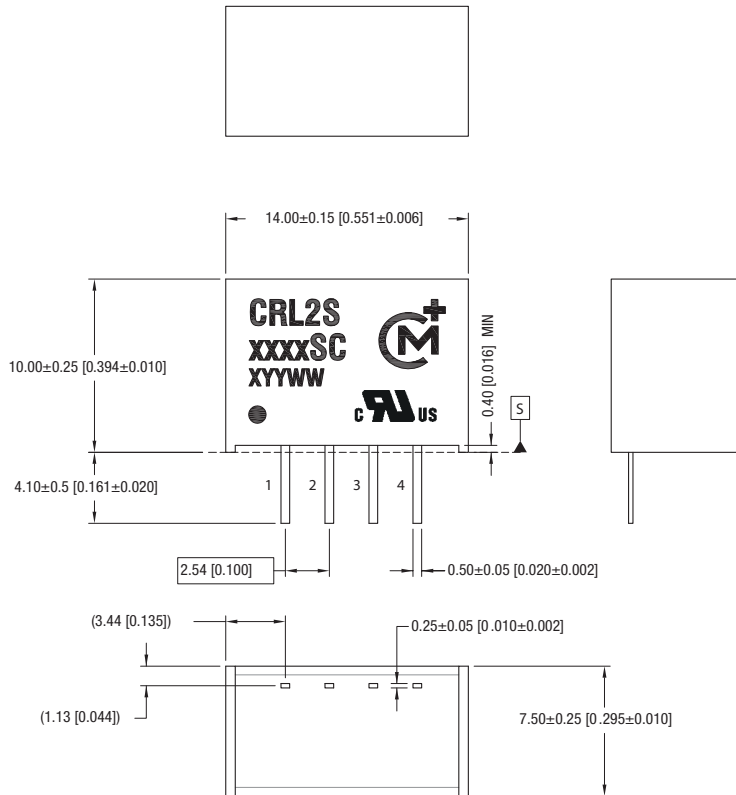 14.00±0.15 [0.551±0.006]
CRL2S
XXXXSC
XYYWW
CM+
C RU US
10.00±0.25 [0.394±0.010]
0.40 [0.016] MIN
S
4.10±0.5 [0.161±0.020]
1 2 3 4
2.54 [0.100]
0.50±0.05 [0.020±0.002]
(3.44 [0.135])
0.25±0.05 [0.010±0.002]
(1.13 [0.044])
7.50±0.25 [0.295±0.010]